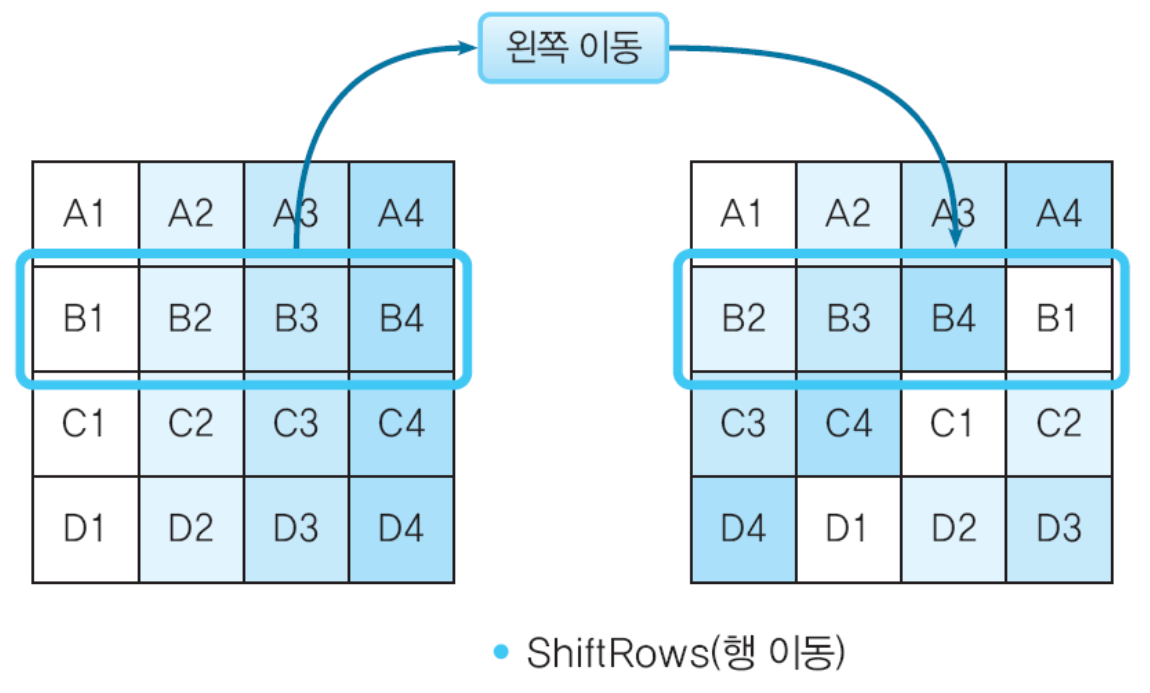 왼쪽 이동
A1 A2 A3 A4 A1 A2 A3 A4
B1 B2 B3 B4 B2 B3 B4 B1
C1 C2 C3 C4 C3 C4 C1 C2
D1 D2 D3 D4 D4 D1 D2 D3
• ShiftRows(행 이동)